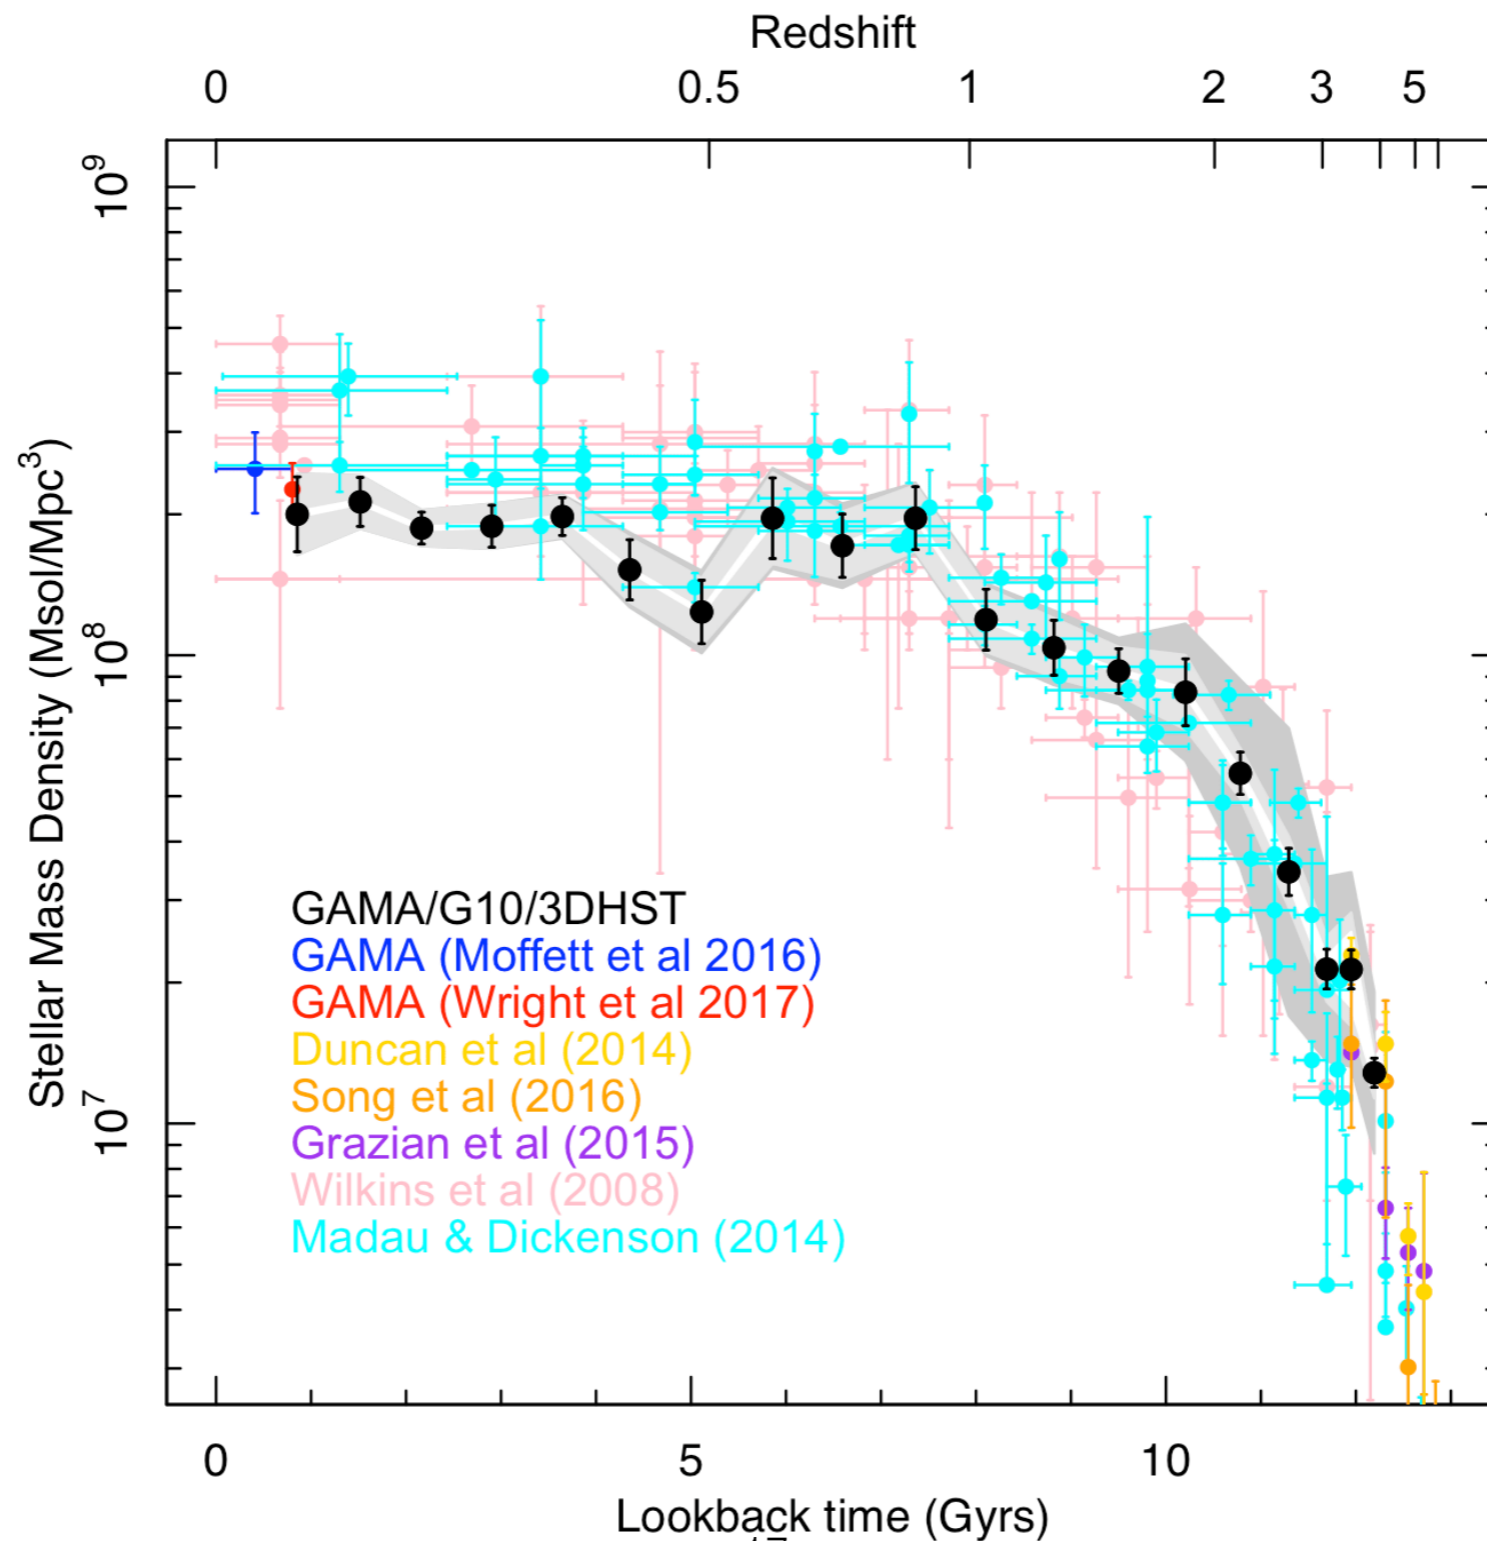 Redshift
0 0.5 1 2 3 5
10^9
10^8
10^7
Stellar Mass Density (Msol/Mpc^3)
GAMA/G10/3DHST
GAMA (Moffett et al 2016)
GAMA (Wright et al 2017)
Duncan et al (2014)
Song et al (2016)
Grazian et al (2015)
Wilkins et al (2008)
Madau & Dickenson (2014)
0 5 10
Lookback time (Gyrs)